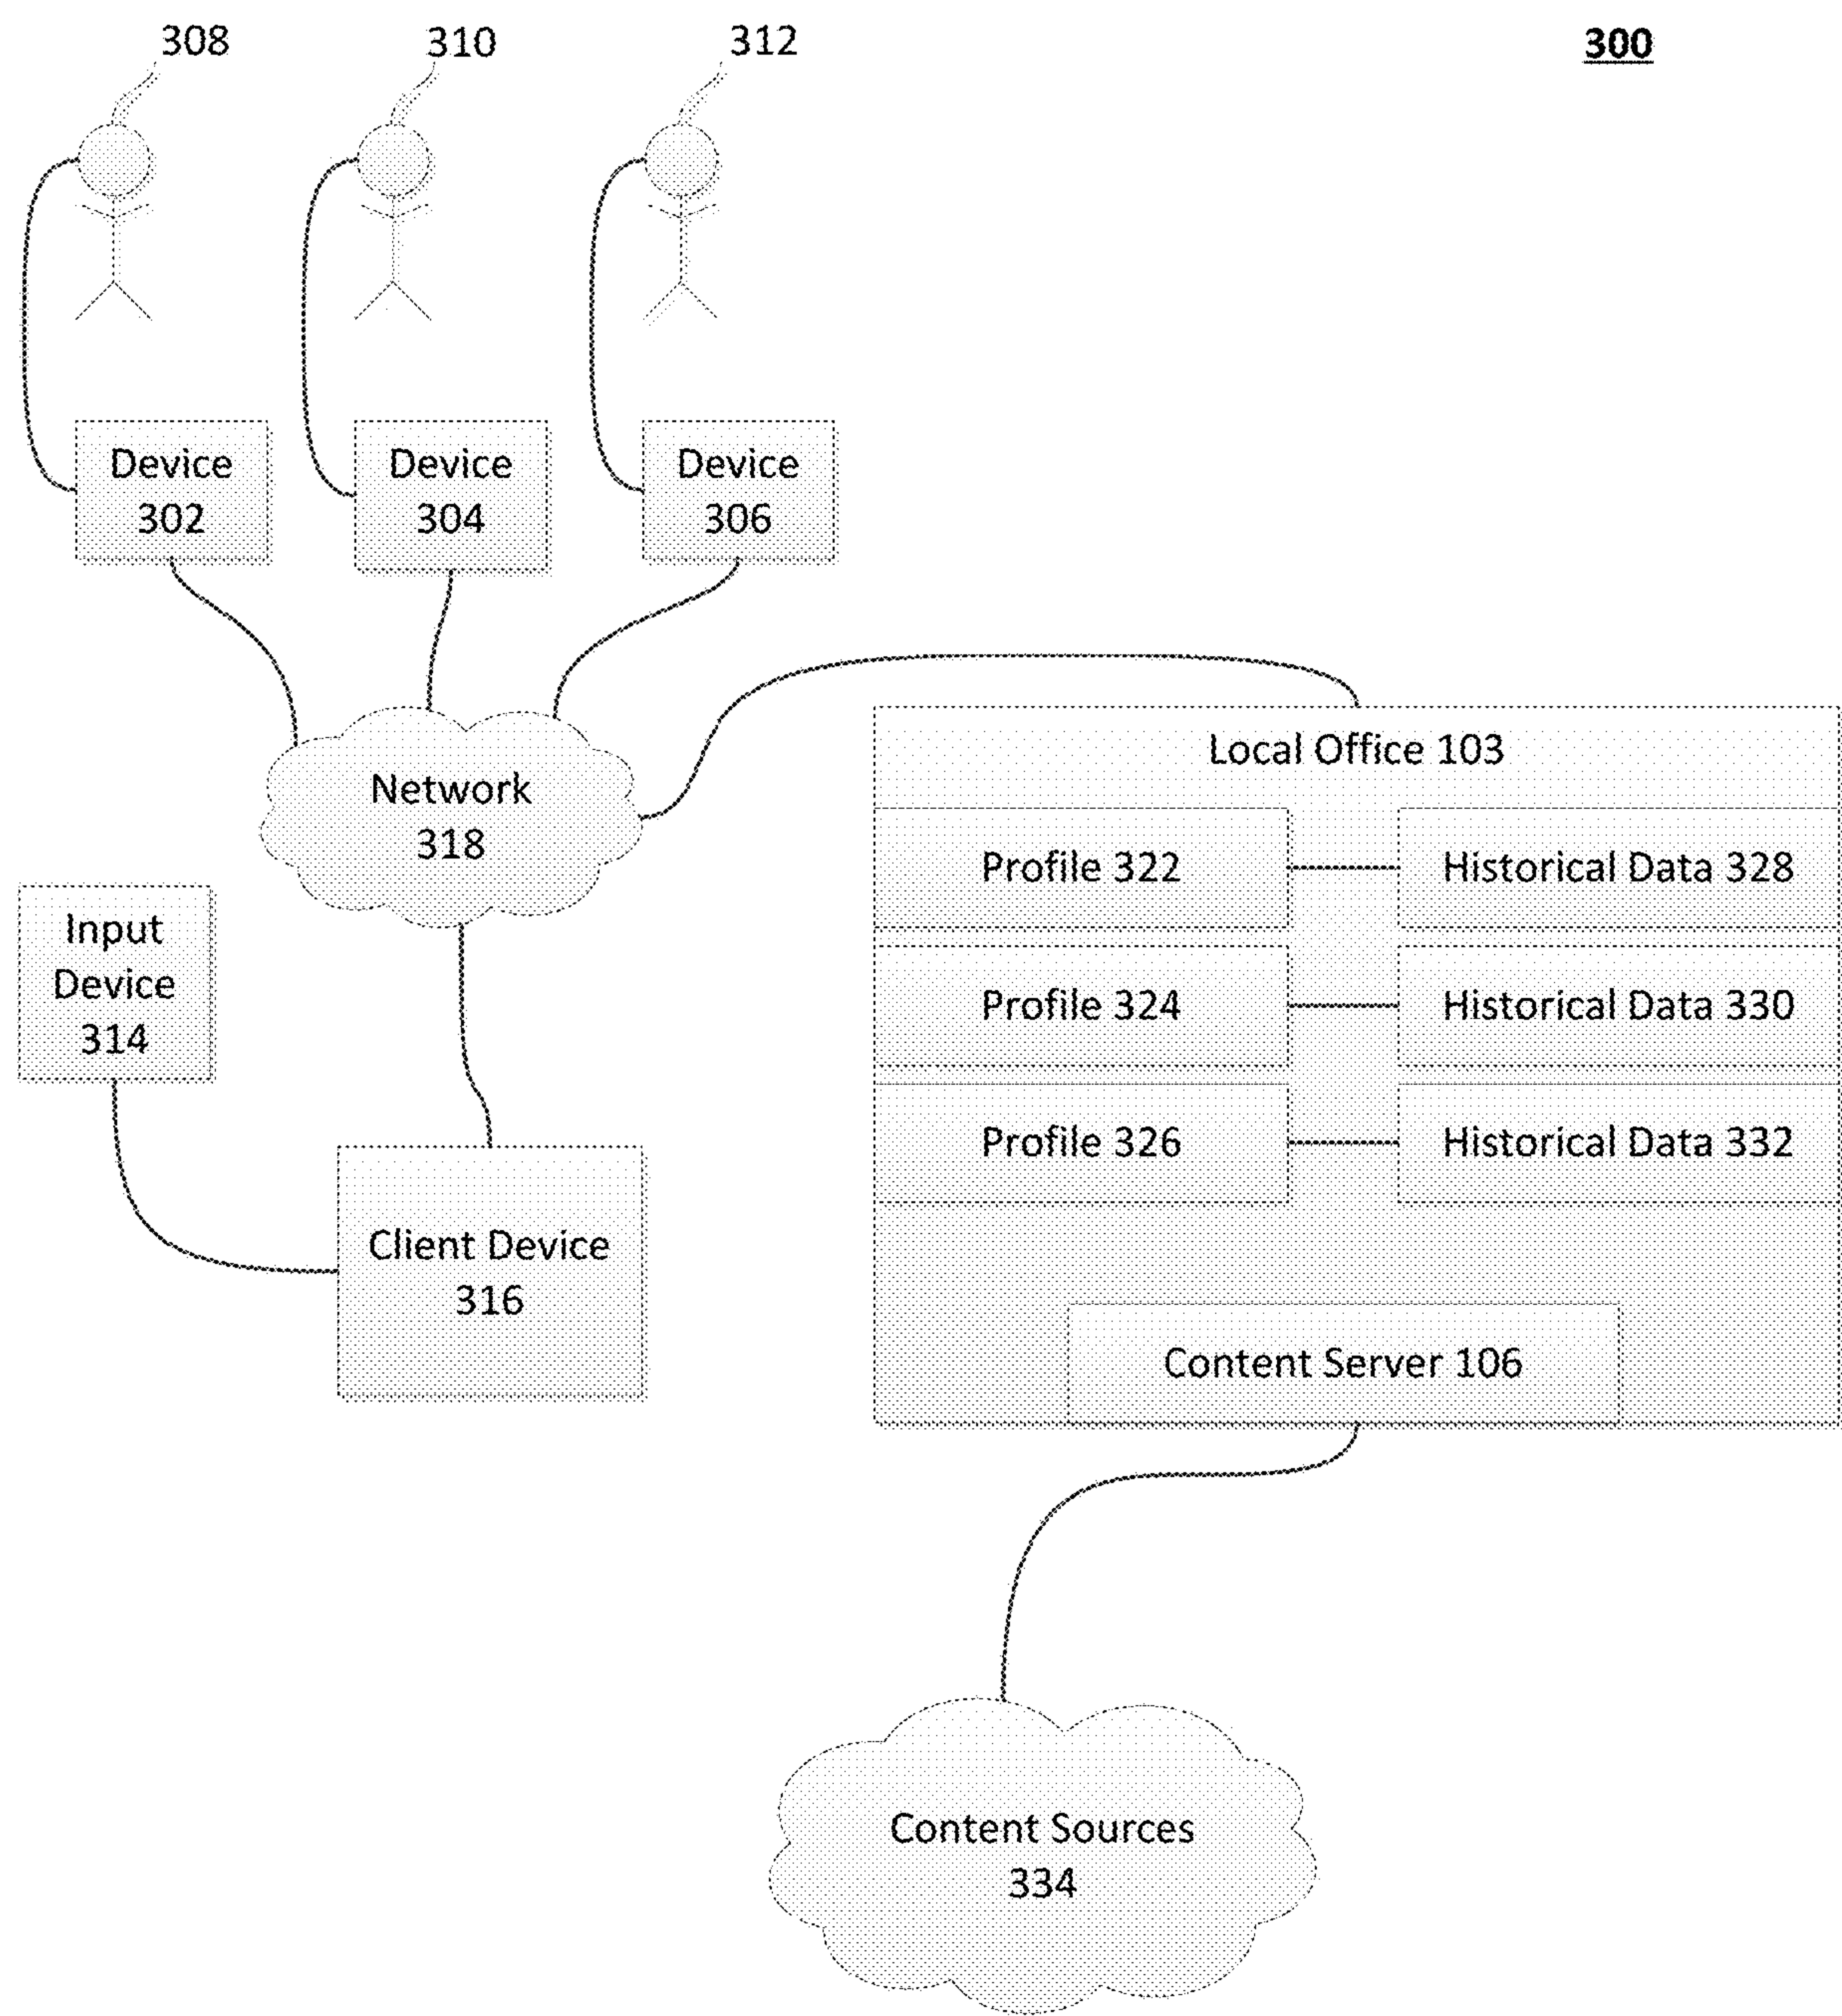 308
310
312
300
Device
302
Device
304
Device
306
Network
318
Local Office 103
Profile 322
Historical Data 328
Profile 324
Historical Data 330
Profile 326
Historical Data 332
Input
Device
314
Client Device
316
Content Server 106
Content Sources
334